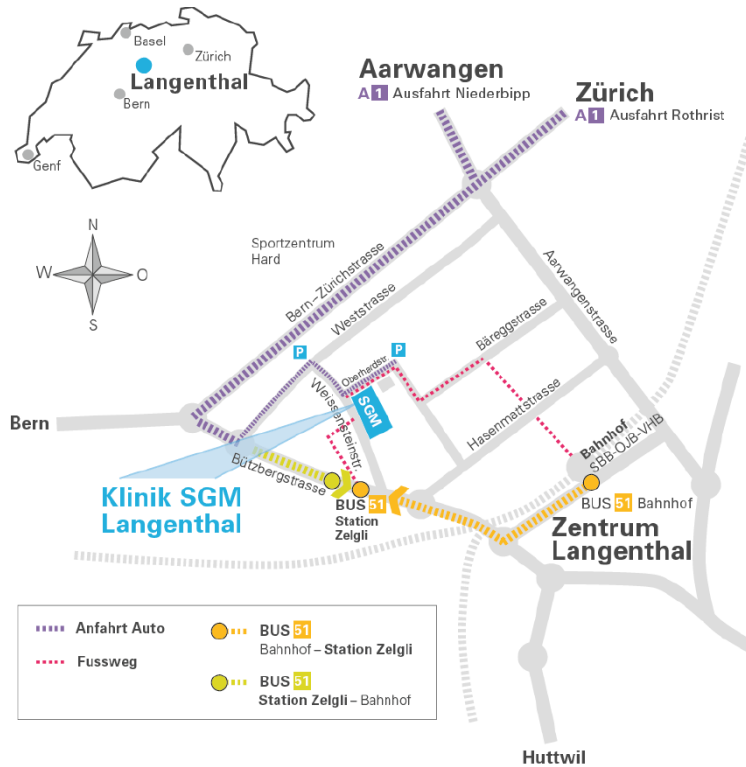 Basel
Zürich
Langenthal
Bern
Genf
Aarwangen
A 1 Ausfahrt Niederbipp
Zürich
A 1 Ausfahrt Rothrist
N
W O
S
Sportzentrum
Hard
Bern–Zürichstrasse
Weststrasse
Aarwangenstrasse
Bäreggstrasse
P
P
Oberhardstr.
SGM
Weissensteinstr.
Hasenmattstrasse
Bern
Bützbergstrasse
Bahnhof
SBB-OJB-VHB
Klinik SGM
Langenthal
BUS 51
Station
Zelgli
BUS 51 Bahnhof
Zentrum
Langenthal
Anfahrt Auto
Fussweg
BUS 51
Bahnhof – Station Zelgli
BUS 51
Station Zelgli – Bahnhof
Huttwil